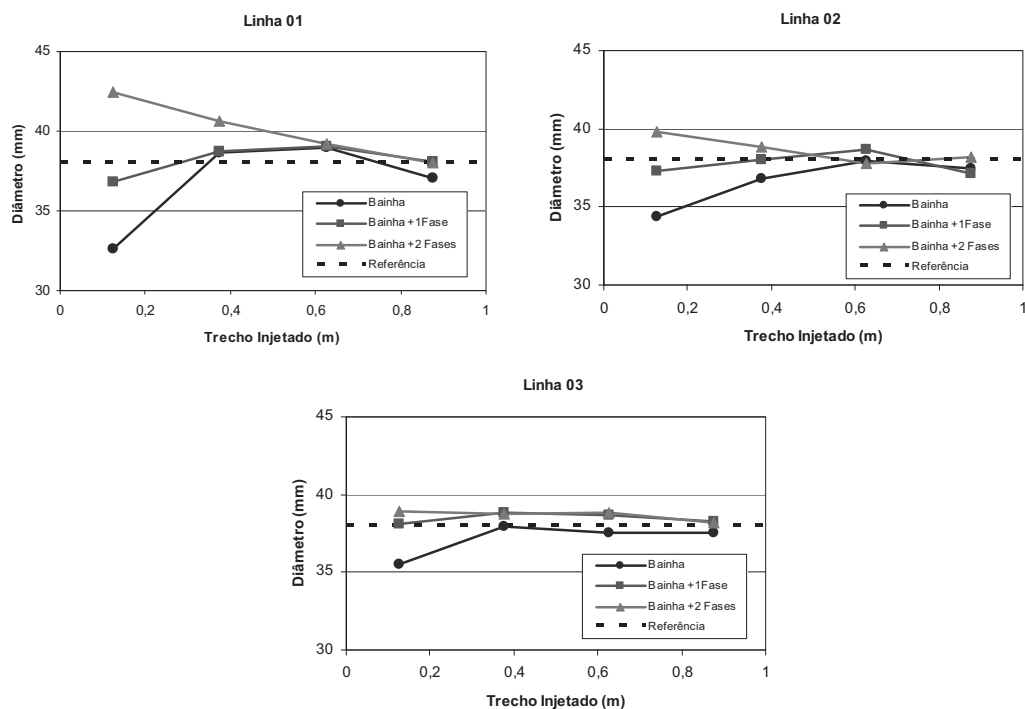 Linha 01
Diâmetro (mm)
45
40
35
30
0
0,2
0,4
0,6
0,8
1
Trecho Injetado (m)
Bainha
Bainha +1Fase
Bainha +2 Fases
Referência
Linha 02
Diâmetro (mm)
45
40
35
30
0
0,2
0,4
0,6
0,8
1
Trecho Injetado (m)
Bainha
Bainha +1Fase
Bainha +2 Fases
Referência
Linha 03
Diâmetro (mm)
45
40
35
30
0
0,2
0,4
0,6
0,8
1
Trecho Injetado (m)
Bainha
Bainha +1Fase
Bainha +2 Fases
Referência